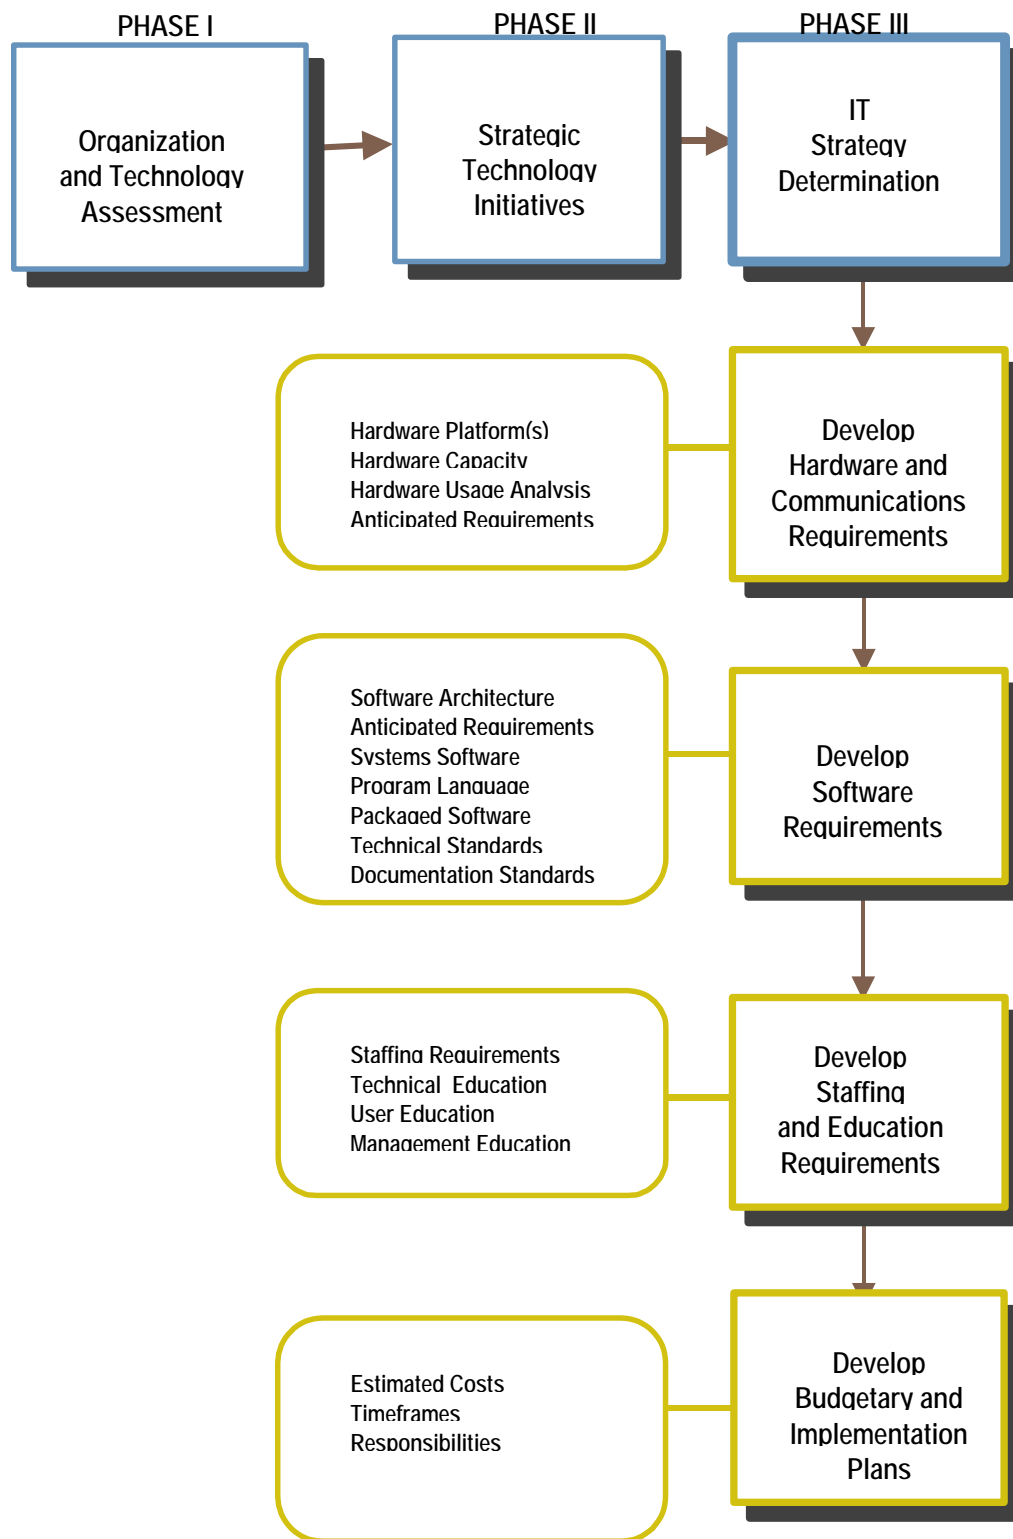 PHASE I
PHASE II
PHASE III
Organization
and Technology
Assessment
Strategic
Technology
Initiatives
IT
Strategy
Determination
Hardware Platform(s)
Hardware Capacity
Hardware Usage Analysis
Anticipated Requirements
Develop
Hardware and
Communications
Requirements
Software Architecture
Anticipated Requirements
Systems Software
Program Language
Packaged Software
Technical Standards
Documentation Standards
Develop
Software
Requirements
Staffing Requirements
Technical Education
User Education
Management Education
Develop
Staffing
and Education
Requirements
Estimated Costs
Timeframes
Responsibilities
Develop
Budgetary and
Implementation
Plans